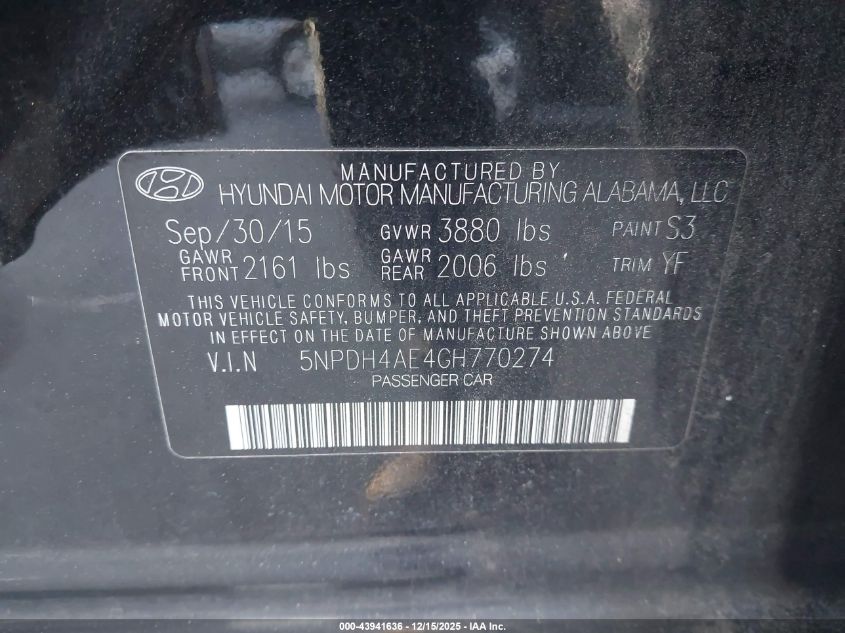 MANUFACTURED BY
HYUNDAI MOTOR MANUFACTURING ALABAMA, LLC
Sep/30/15 GVWR 3880 lbs PAINT S3
GAWR FRONT 2161 lbs GAWR REAR 2006 lbs TRIM YF
THIS VEHICLE CONFORMS TO ALL APPLICABLE U.S.A. FEDERAL
MOTOR VEHICLE SAFETY, BUMPER, AND THEFT PREVENTION STANDARDS
IN EFFECT ON THE DATE OF MANUFACTURE SHOWN ABOVE
V.I.N 5NPDH4AE4GH770274
PASSENGER CAR
000-43941636 - 12/15/2025 - IAA Inc.